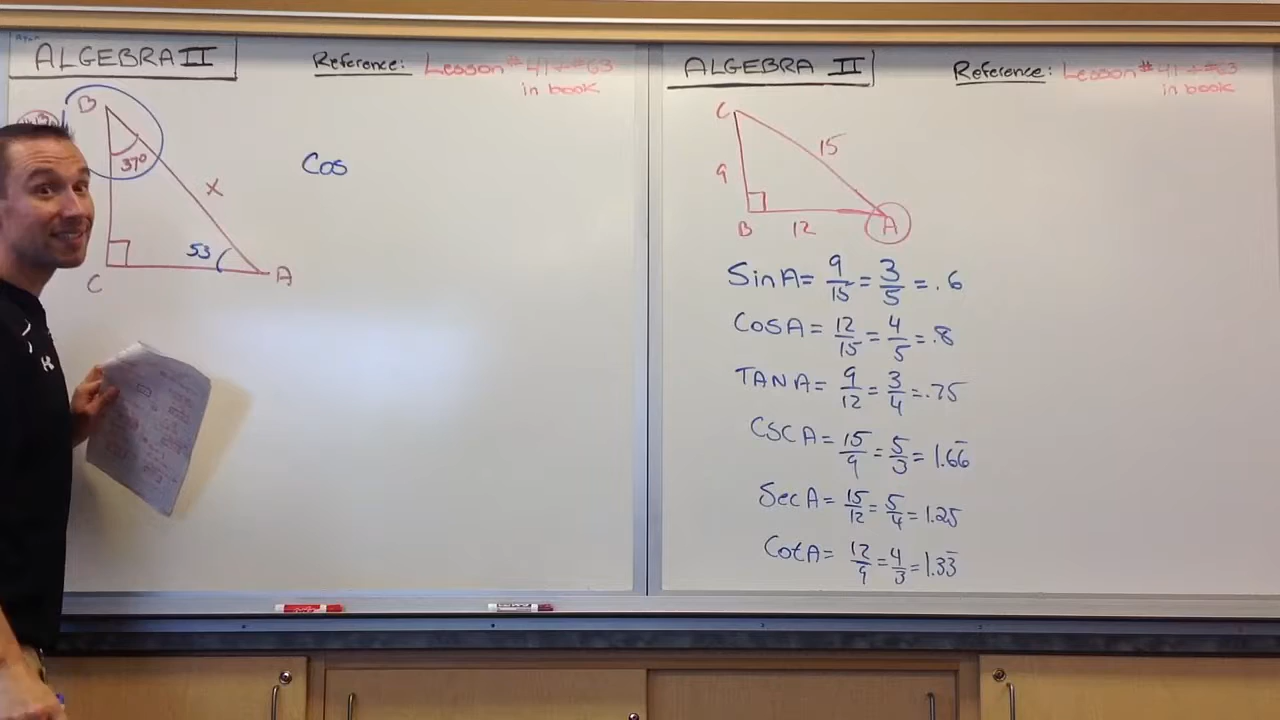 ALGEBRA II
Reference: Lesson #41 + #63
in book
B
37°
x
53
C
A
Cos
ALGEBRA II
Reference: Lesson #41 + #63
in book
C
15
9
B
12
A
Sin A = 9/15 = 3/5 = .6
Cos A = 12/15 = 4/5 = .8
TAN A = 9/12 = 3/4 = .75
CSC A = 15/9 = 5/3 = 1.66̅
Sec A = 15/12 = 5/4 = 1.25
Cot A = 12/9 = 4/3 = 1.33̅